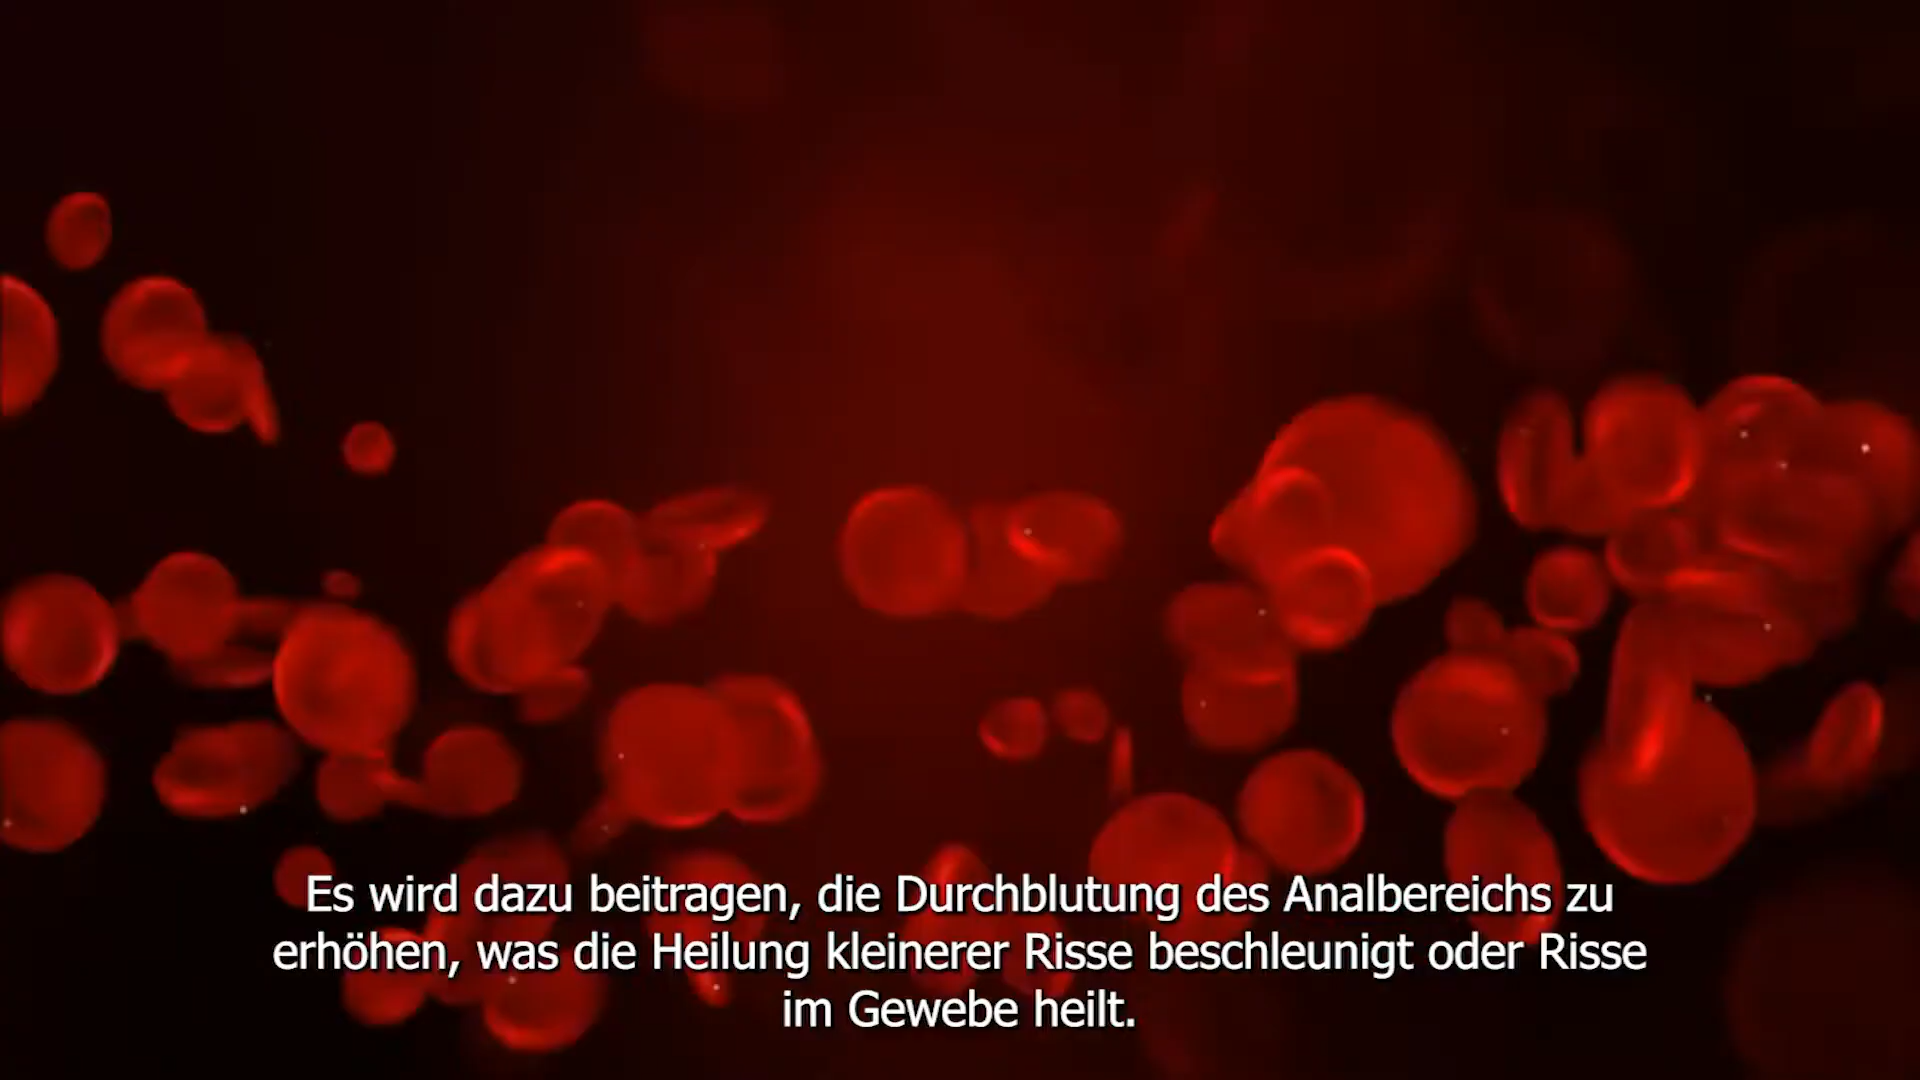 Es wird dazu beitragen, die Durchblutung des Analbereichs zu
erhöhen, was die Heilung kleinerer Risse beschleunigt oder Risse
im Gewebe heilt.